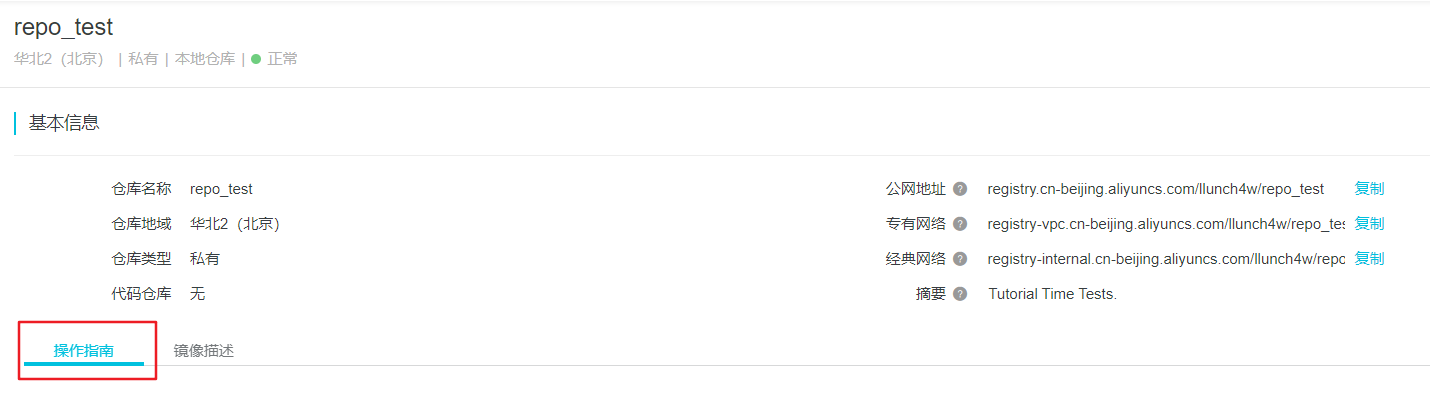 repo_test
华北2（北京） | 私有 | 本地仓库 | 正常
基本信息
仓库名称 repo_test 公网地址 ? registry.cn-beijing.aliyuncs.com/llunch4w/repo_test 复制
仓库地域 华北2（北京） 专有网络 ? registry-vpc.cn-beijing.aliyuncs.com/llunch4w/repo_tes 复制
仓库类型 私有 经典网络 ? registry-internal.cn-beijing.aliyuncs.com/llunch4w/repo 复制
代码仓库 无 摘要 ? Tutorial Time Tests.
操作指南 镜像描述